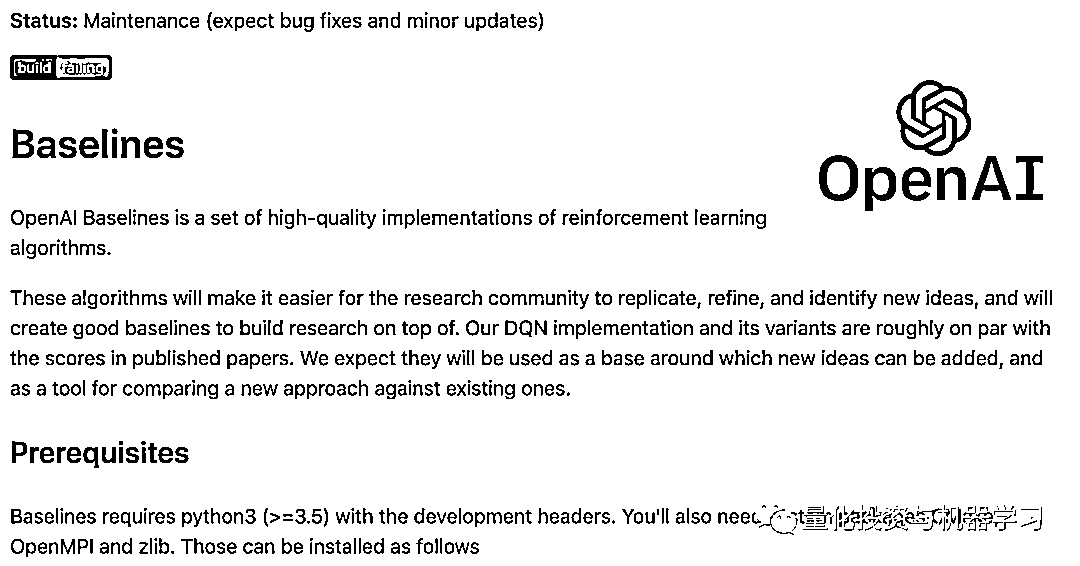 Status: Maintenance (expect bug fixes and minor updates)
build failing
Baselines
OpenAI
OpenAI Baselines is a set of high-quality implementations of reinforcement learning
algorithms.
These algorithms will make it easier for the research community to replicate, refine, and identify new ideas, and will
create good baselines to build research on top of. Our DQN implementation and its variants are roughly on par with
the scores in published papers. We expect they will be used as a base around which new ideas can be added, and
as a tool for comparing a new approach against existing ones.
Prerequisites
Baselines requires python3 (>=3.5) with the development headers. You'll also need
量化投资与机器学习
OpenMPI and zlib. Those can be installed as follows